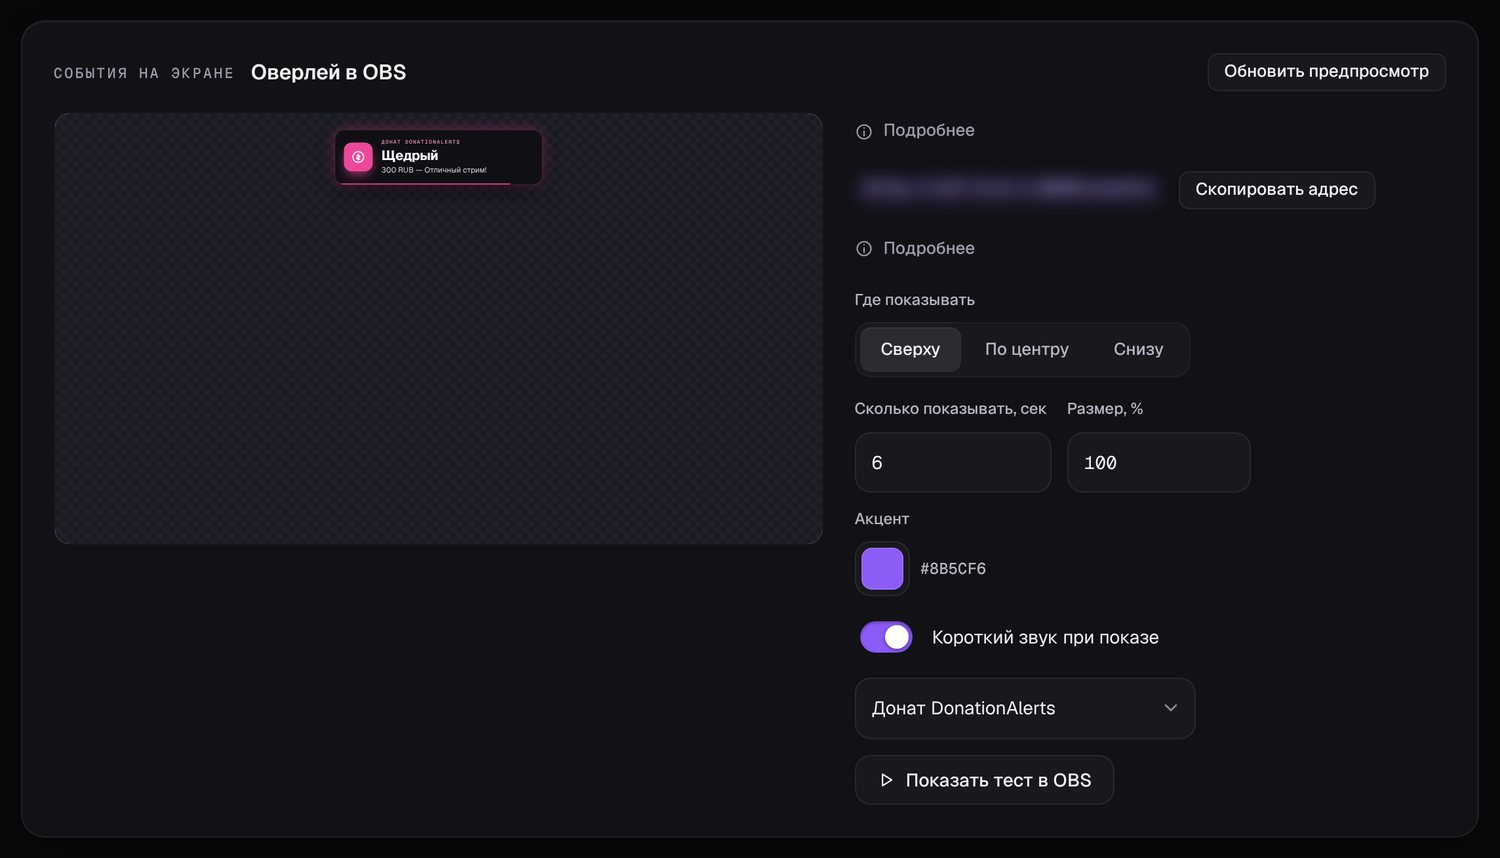 СОБЫТИЯ НА ЭКРАНЕ Оверлей в OBS
Обновить предпросмотр
ДОНАТ DONATIONALERTS
Щедрый
300 RUB — Отличный стрим!
Подробнее
Скопировать адрес
Подробнее
Где показывать
Сверху По центру Снизу
Сколько показывать, сек Размер, %
6 100
Акцент
#8B5CF6
Короткий звук при показе
Донат DonationAlerts
Показать тест в OBS